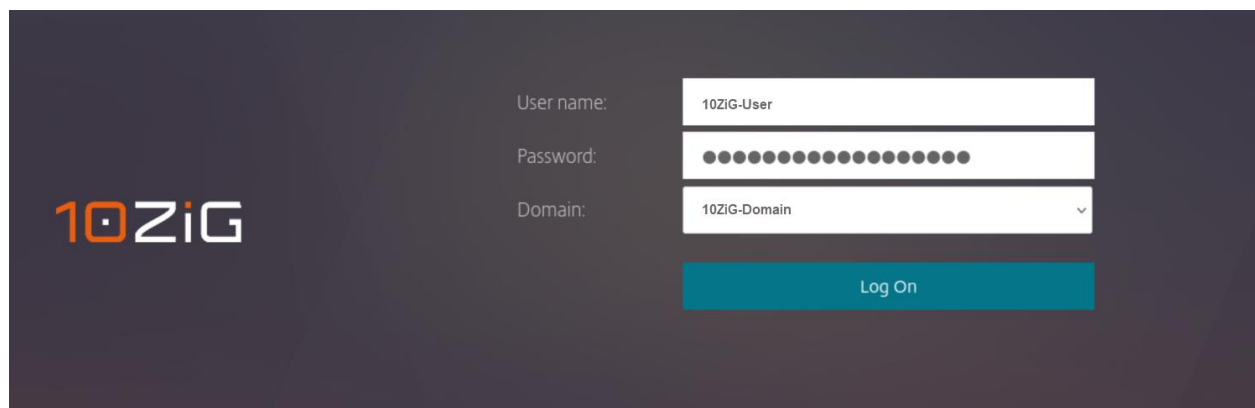 10ZiG
User name:
10ZiG-User
Password:
●●●●●●●●●●●●●●●●●●
Domain:
10ZiG-Domain
Log On